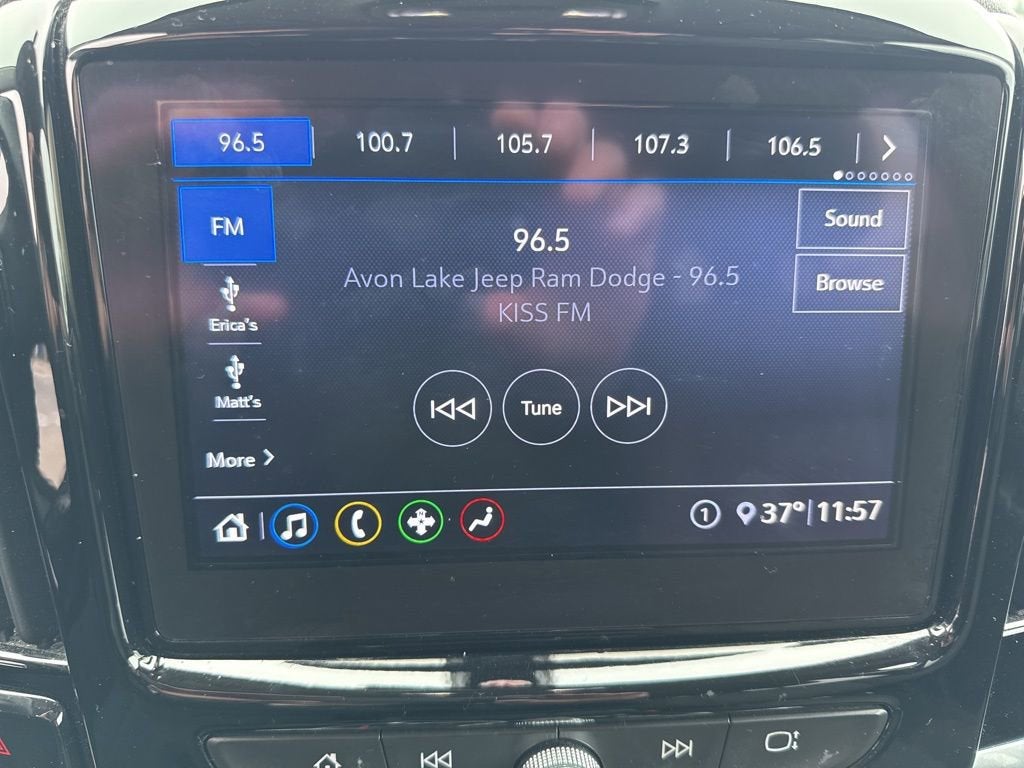 96.5 100.7 105.7 107.3 106.5
FM
Sound
96.5
Avon Lake Jeep Ram Dodge - 96.5
KISS FM
Browse
Erica's
Matt's
Tune
More
1 37° 11:57